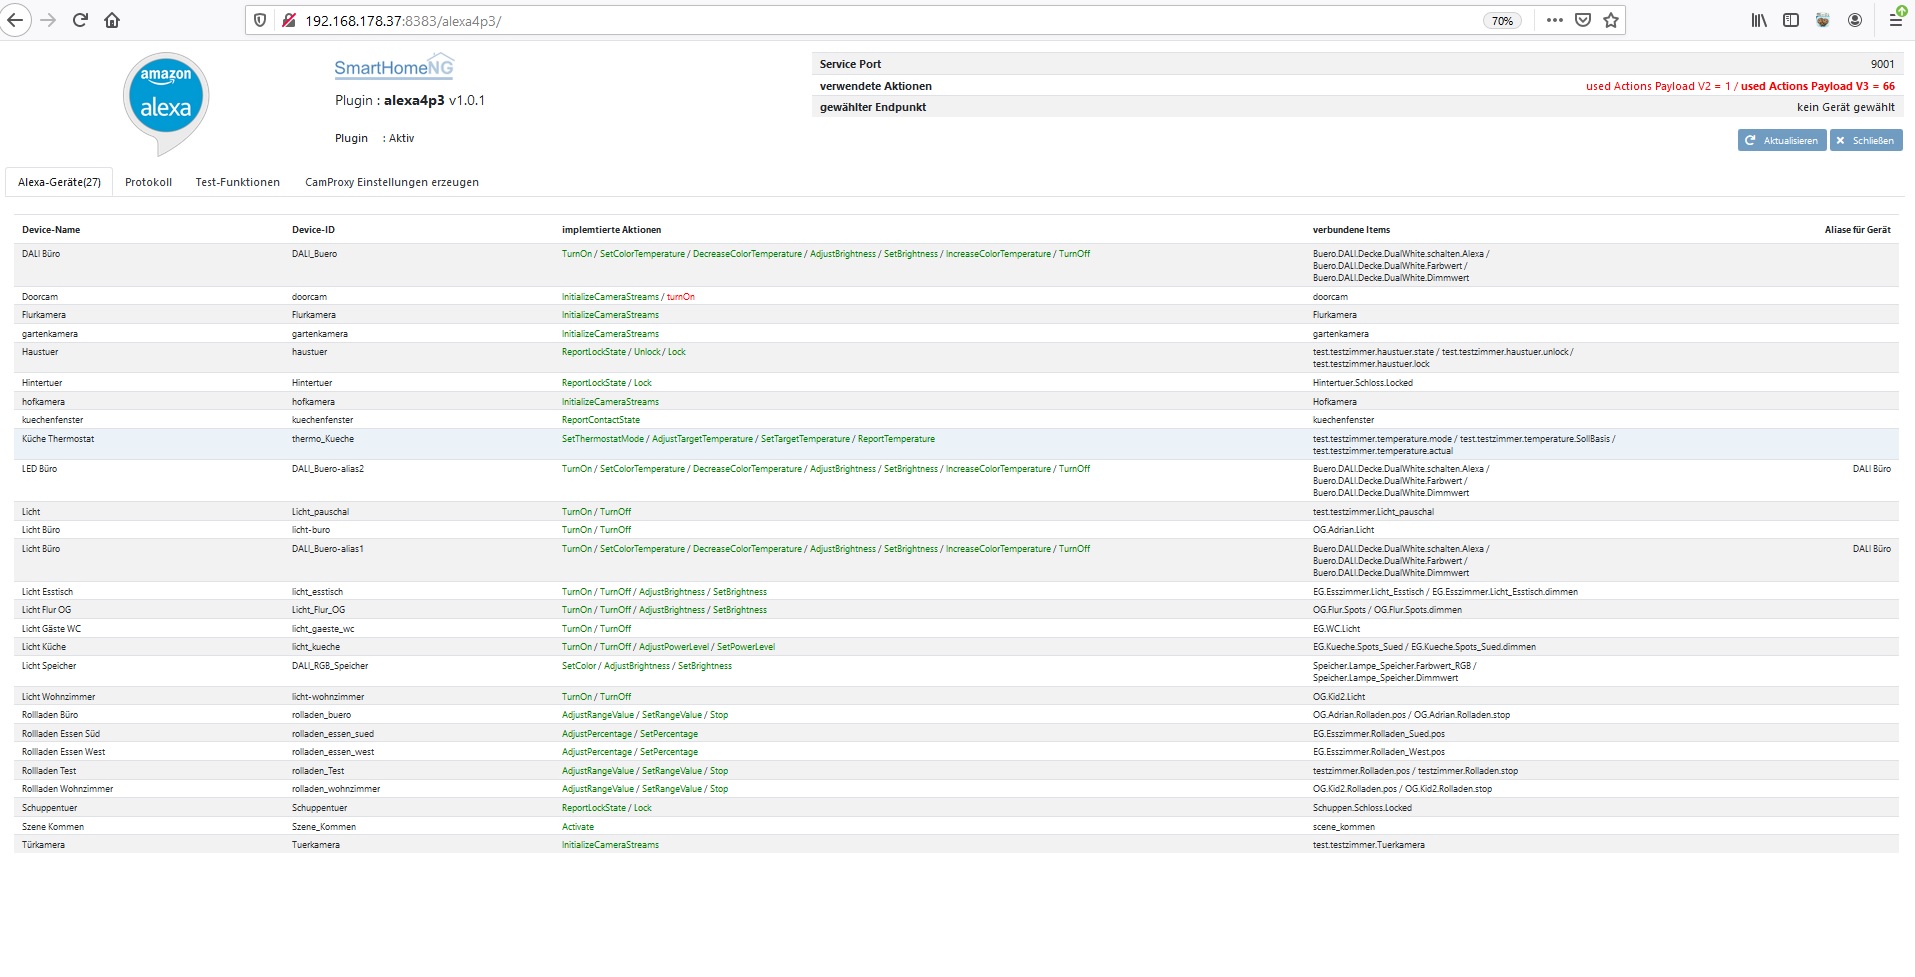 192.168.178.37:8383/alexa4p3/
70%
amazon
alexa
SmartHomeNG
Plugin : alexa4p3 v1.0.1
Plugin : Aktiv
Service Port 9001
verwendete Aktionen used Actions Payload V2 = 1 / used Actions Payload V3 = 66
gewählter Endpunkt kein Gerät gewählt
Aktualisieren Schließen
Alexa-Geräte(27) Protokoll Test-Funktionen CamProxy Einstellungen erzeugen
Device-Name Device-ID implemtierte Aktionen verbundene Items Aliase für Gerät
DALI Büro DALI_Buero TurnOn / SetColorTemperature / DecreaseColorTemperature / AdjustBrightness / SetBrightness / IncreaseColorTemperature / TurnOff Buero.DALI.Decke.DualWhite.schalten.Alexa /
Buero.DALI.Decke.DualWhite.Farbwert /
Buero.DALI.Decke.DualWhite.Dimmwert
Doorcam doorcam InitializeCameraStreams / turnOn doorcam
Flurkamera Flurkamera InitializeCameraStreams Flurkamera
gartenkamera gartenkamera InitializeCameraStreams gartenkamera
Haustuer haustuer ReportLockState / Unlock / Lock test.testzimmer.haustuer.state / test.testzimmer.haustuer.unlock /
test.testzimmer.haustuer.lock
Hintertuer Hintertuer ReportLockState / Lock Hintertuer.Schloss.Locked
hofkamera hofkamera InitializeCameraStreams Hofkamera
kuechenfenster kuechenfenster ReportContactState kuechenfenster
Küche Thermostat thermo_Kueche SetThermostatMode / AdjustTargetTemperature / SetTargetTemperature / ReportTemperature test.testzimmer.temperature.mode / test.testzimmer.temperature.SollBasis /
test.testzimmer.temperature.actual
LED Büro DALI_Buero-alias2 TurnOn / SetColorTemperature / DecreaseColorTemperature / AdjustBrightness / SetBrightness / IncreaseColorTemperature / TurnOff Buero.DALI.Decke.DualWhite.schalten.Alexa / DALI Büro
Buero.DALI.Decke.DualWhite.Farbwert /
Buero.DALI.Decke.DualWhite.Dimmwert
Licht Licht_pauschal TurnOn / TurnOff test.testzimmer.Licht_pauschal
Licht Büro licht-buro TurnOn / TurnOff OG.Adrian.Licht
Licht Büro DALI_Buero-alias1 TurnOn / SetColorTemperature / DecreaseColorTemperature / AdjustBrightness / SetBrightness / IncreaseColorTemperature / TurnOff Buero.DALI.Decke.DualWhite.schalten.Alexa / DALI Büro
Buero.DALI.Decke.DualWhite.Farbwert /
Buero.DALI.Decke.DualWhite.Dimmwert
Licht Esstisch licht_esstisch TurnOn / TurnOff / AdjustBrightness / SetBrightness EG.Esszimmer.Licht_Esstisch / EG.Esszimmer.Licht_Esstisch.dimmen
Licht Flur OG Licht_Flur_OG TurnOn / TurnOff / AdjustBrightness / SetBrightness OG.Flur.Spots / OG.Flur.Spots.dimmen
Licht Gäste WC licht_gaeste_wc TurnOn / TurnOff EG.WC.Licht
Licht Küche licht_kueche TurnOn / TurnOff / AdjustPowerLevel / SetPowerLevel EG.Kueche.Spots_Sued / EG.Kueche.Spots_Sued.dimmen
Licht Speicher DALI_RGB_Speicher SetColor / AdjustBrightness / SetBrightness Speicher.Lampe_Speicher.Farbwert_RGB /
Speicher.Lampe_Speicher.Dimmwert
Licht Wohnzimmer licht-wohnzimmer TurnOn / TurnOff OG.Kid2.Licht
Rollladen Büro rolladen_buero AdjustRangeValue / SetRangeValue / Stop OG.Adrian.Rolladen.pos / OG.Adrian.Rolladen.stop
Rollladen Essen Süd rolladen_essen_sued AdjustPercentage / SetPercentage EG.Esszimmer.Rolladen_Sued.pos
Rollladen Essen West rolladen_essen_west AdjustPercentage / SetPercentage EG.Esszimmer.Rolladen_West.pos
Rollladen Test rolladen_Test AdjustRangeValue / SetRangeValue / Stop testzimmer.Rolladen.pos / testzimmer.Rolladen.stop
Rollladen Wohnzimmer rolladen_wohnzimmer AdjustRangeValue / SetRangeValue / Stop OG.Kid2.Rolladen.pos / OG.Kid2.Rolladen.stop
Schuppentuer Schuppentuer ReportLockState / Lock Schuppen.Schloss.Locked
Szene Kommen Szene_Kommen Activate scene_kommen
Türkamera Tuerkamera InitializeCameraStreams test.testzimmer.Tuerkamera